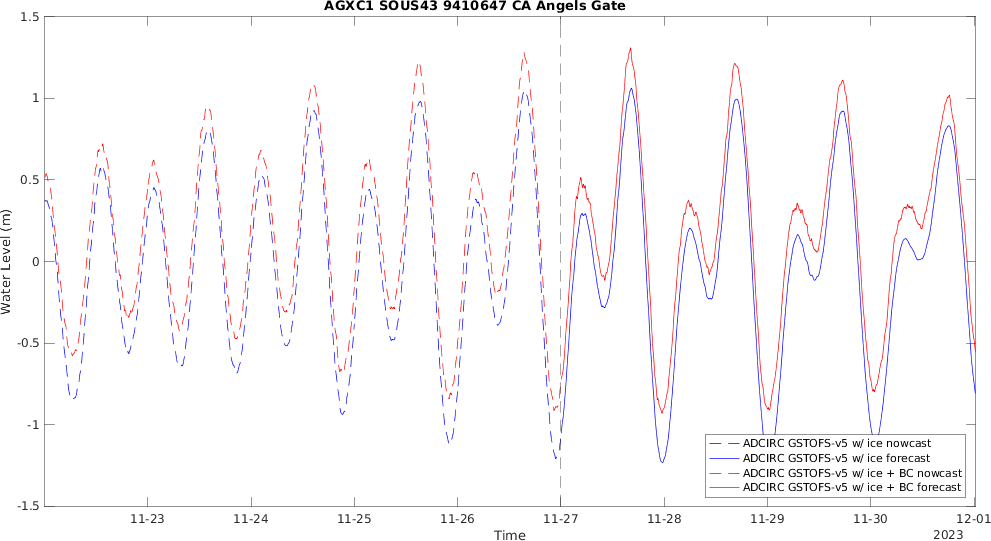 AGXC1 SOUS43 9410647 CA Angels Gate
1.5
1
0.5
0
-0.5
-1
-1.5
Water Level (m)
11-23 11-24 11-25 11-26 11-27 11-28 11-29 11-30 12-01
Time
2023
ADCIRC GSTOFS-v5 w/ ice nowcast
ADCIRC GSTOFS-v5 w/ ice forecast
ADCIRC GSTOFS-v5 w/ ice + BC nowcast
ADCIRC GSTOFS-v5 w/ ice + BC forecast